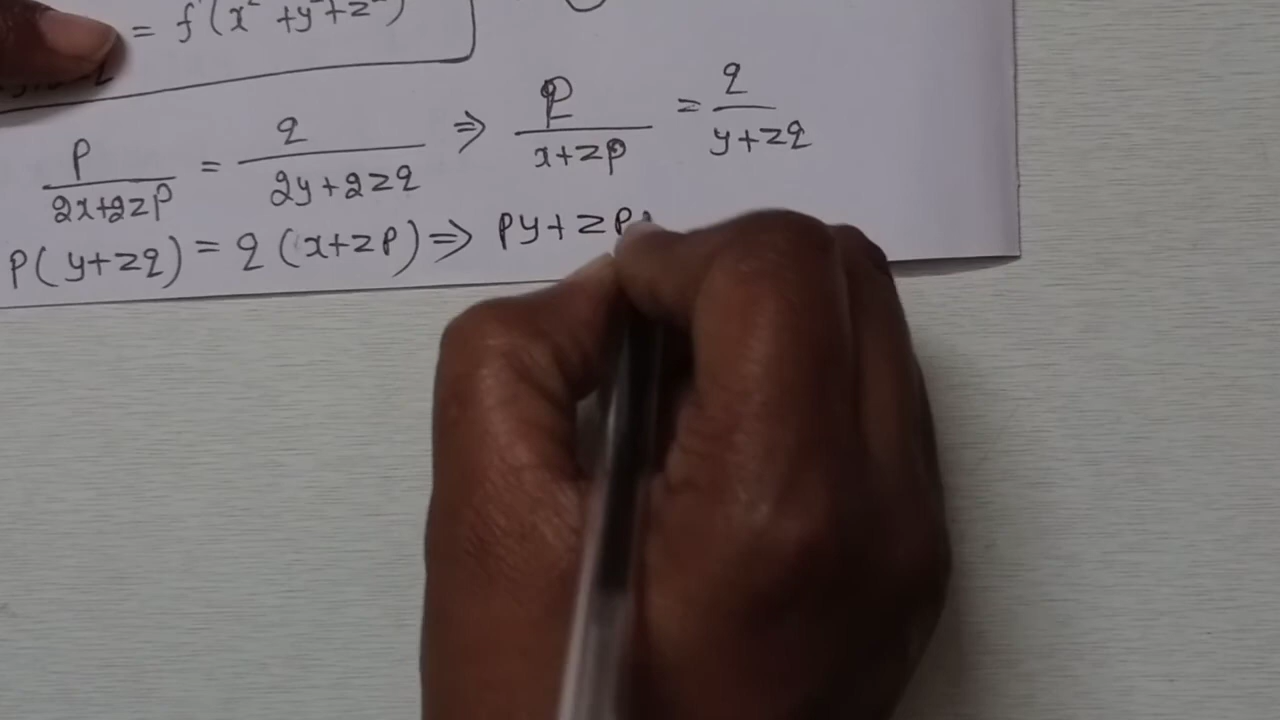 = f(x² + y² + z²)
p/(2x+2zp) = q/(2y+2zq) ⇒ p/(x+zp) = q/(y+zq)
p(y+zq) = q(x+zp) ⇒ py+zp